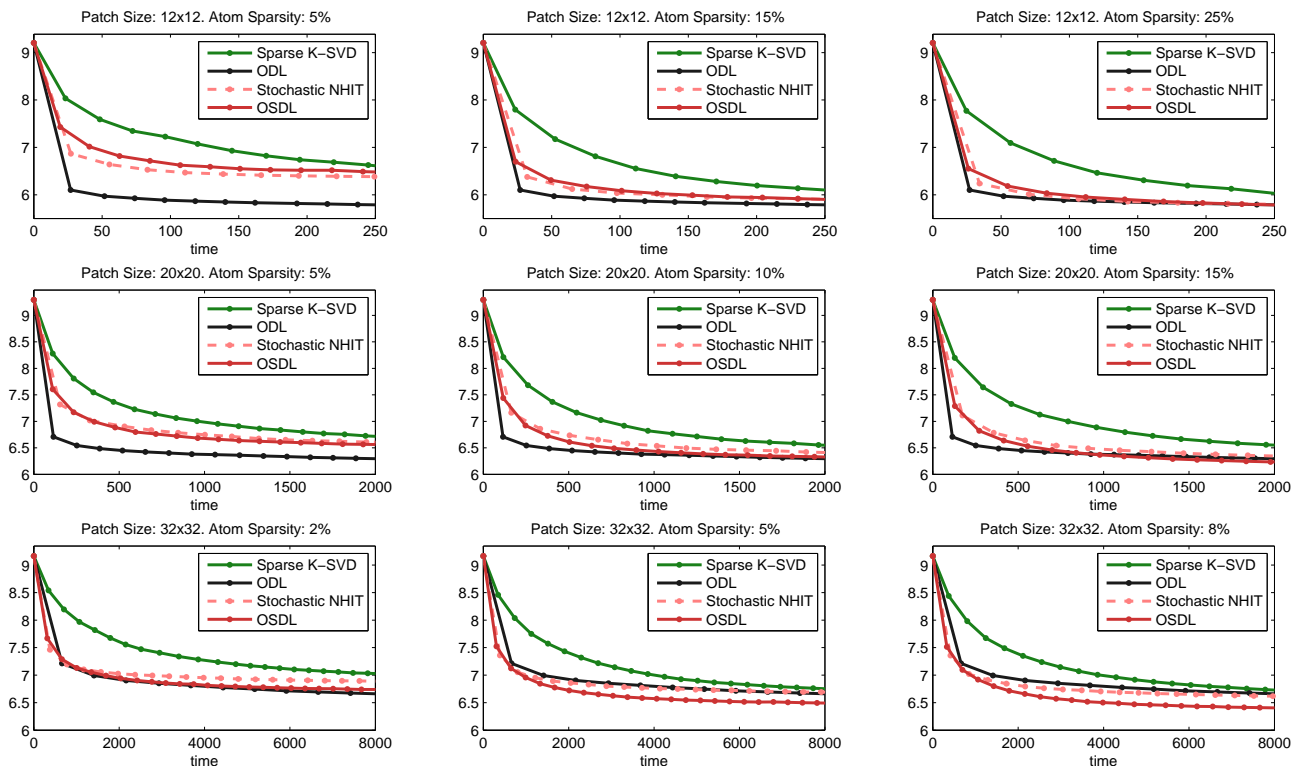 Patch Size: 12x12. Atom Sparsity: 5%
9
8
7
6
Sparse K-SVD
ODL
Stochastic NHIT
OSDL
0 50 100 150 200 250
time
Patch Size: 12x12. Atom Sparsity: 15%
9
8
7
6
Sparse K-SVD
ODL
Stochastic NHIT
OSDL
0 50 100 150 200 250
time
Patch Size: 12x12. Atom Sparsity: 25%
9
8
7
6
Sparse K-SVD
ODL
Stochastic NHIT
OSDL
0 50 100 150 200 250
time
Patch Size: 20x20. Atom Sparsity: 5%
9
8.5
8
7.5
7
6.5
6
Sparse K-SVD
ODL
Stochastic NHIT
OSDL
0 500 1000 1500 2000
time
Patch Size: 20x20. Atom Sparsity: 10%
9
8.5
8
7.5
7
6.5
6
Sparse K-SVD
ODL
Stochastic NHIT
OSDL
0 500 1000 1500 2000
time
Patch Size: 20x20. Atom Sparsity: 15%
9
8.5
8
7.5
7
6.5
6
Sparse K-SVD
ODL
Stochastic NHIT
OSDL
0 500 1000 1500 2000
time
Patch Size: 32x32. Atom Sparsity: 2%
9
8.5
8
7.5
7
6.5
6
Sparse K-SVD
ODL
Stochastic NHIT
OSDL
0 2000 4000 6000 8000
time
Patch Size: 32x32. Atom Sparsity: 5%
9
8.5
8
7.5
7
6.5
6
Sparse K-SVD
ODL
Stochastic NHIT
OSDL
0 2000 4000 6000 8000
time
Patch Size: 32x32. Atom Sparsity: 8%
9
8.5
8
7.5
7
6.5
6
Sparse K-SVD
ODL
Stochastic NHIT
OSDL
0 2000 4000 6000 8000
time